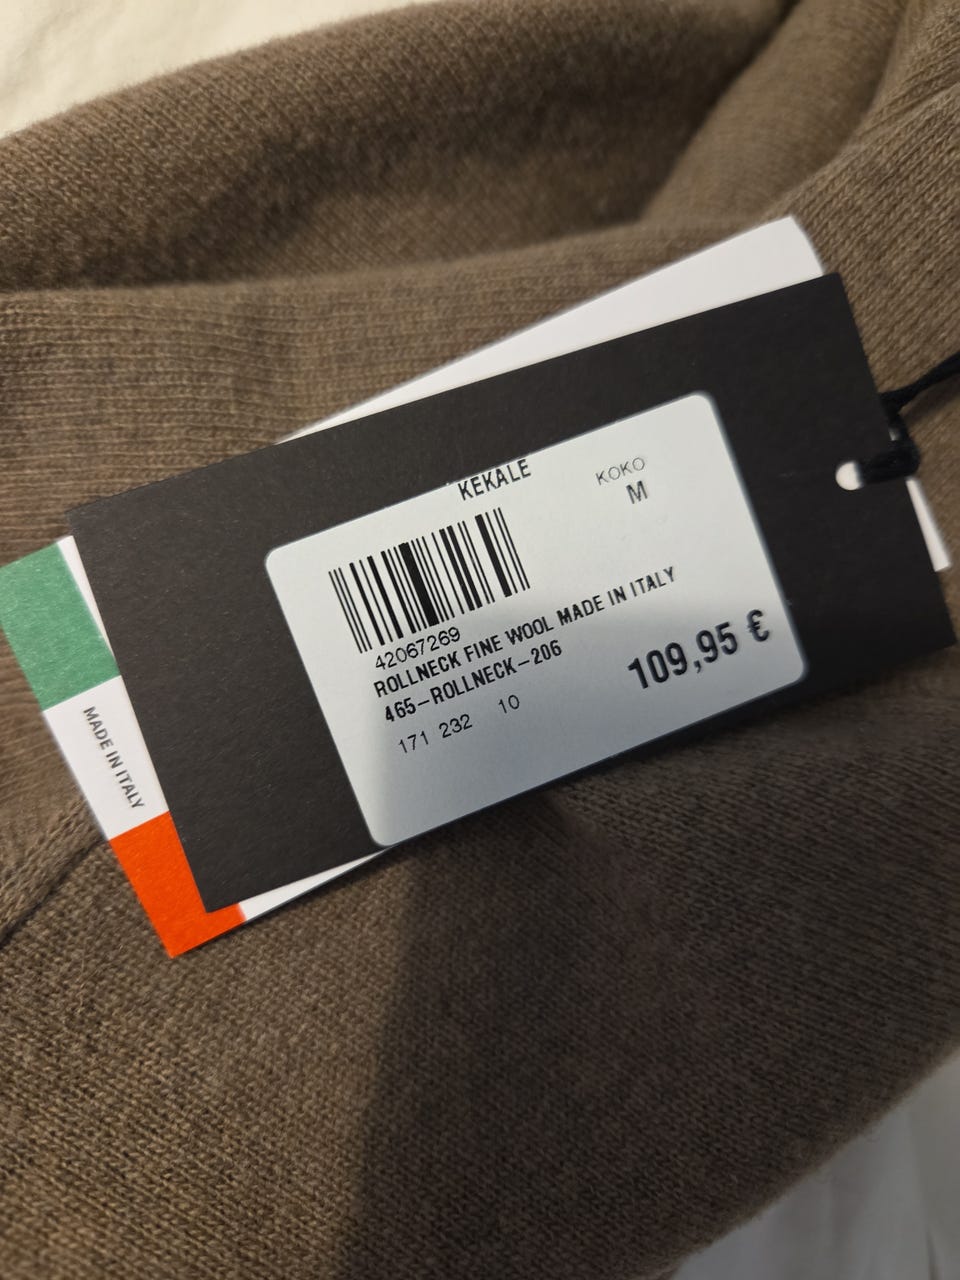 KEKALE
KOKO
M
42067269
ROLLNECK FINE WOOL MADE IN ITALY
465-ROLLNECK-206
109,95 €
171 232 10
MADE IN ITALY